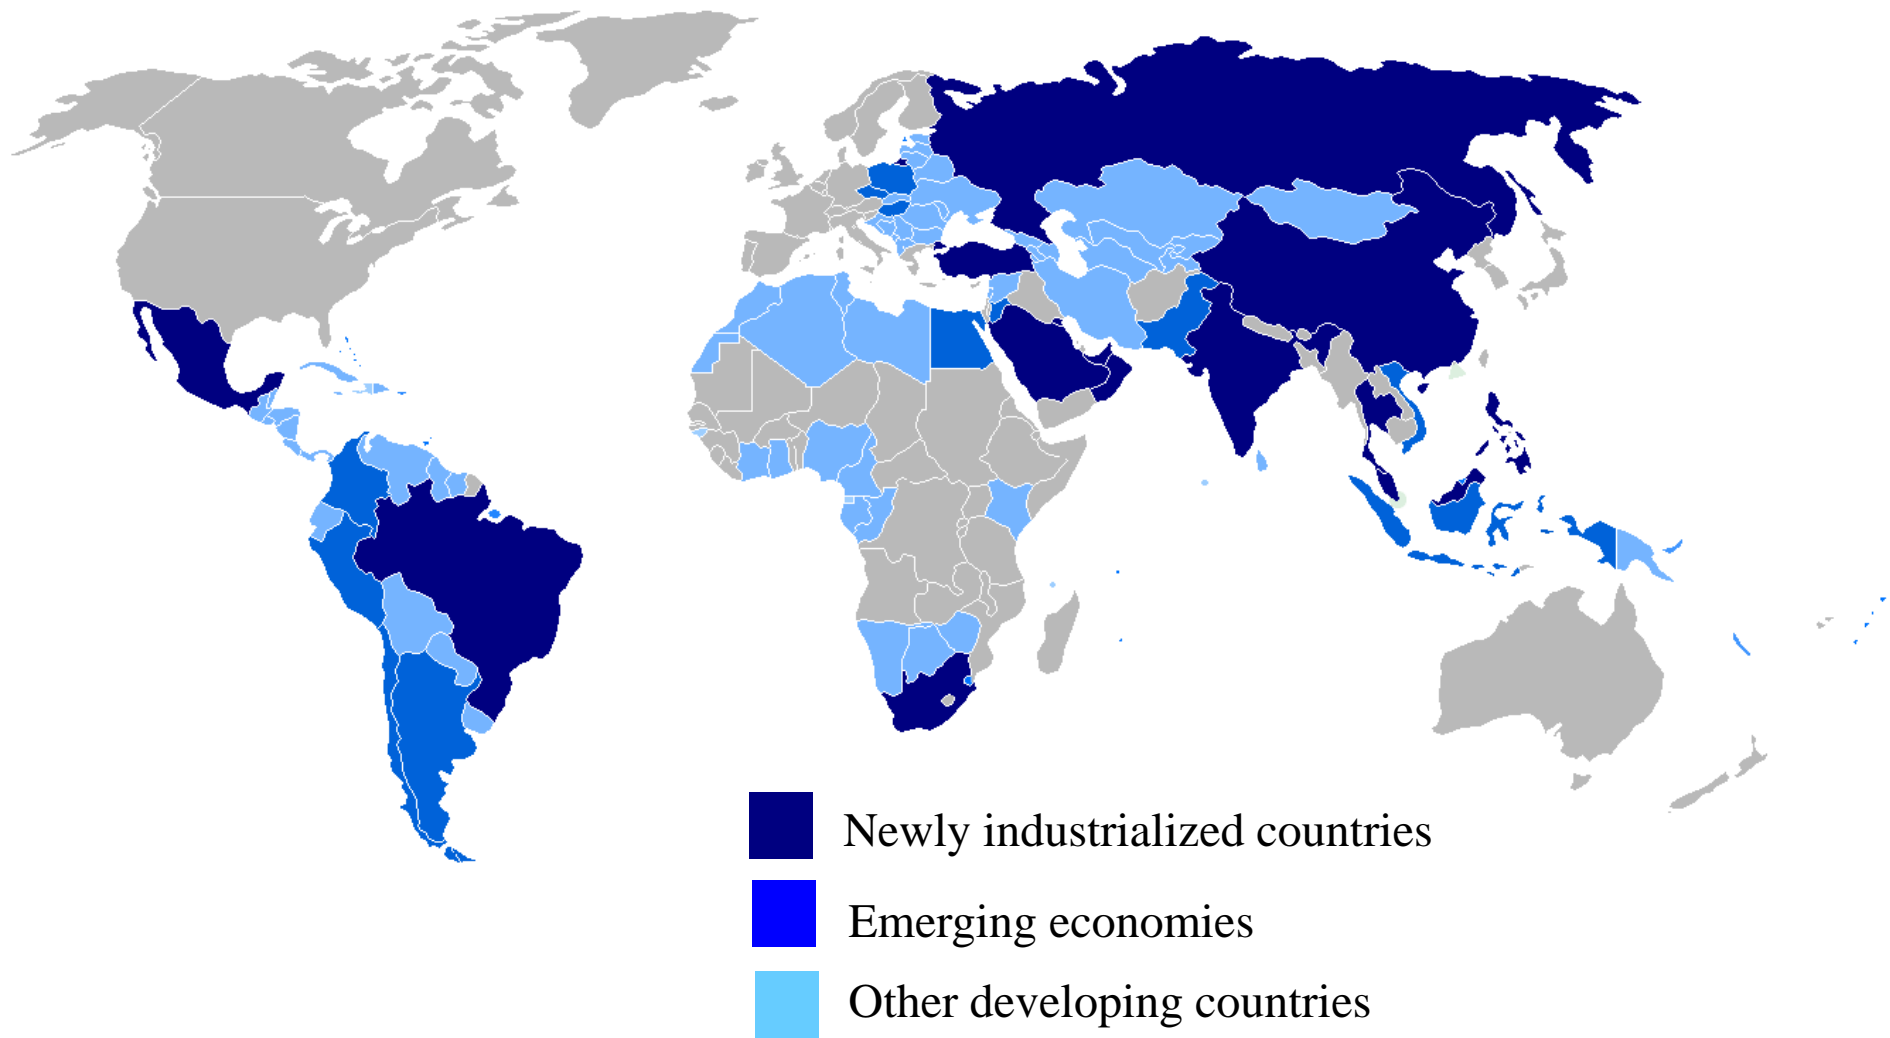 Newly industrialized countries
Emerging economies
Other developing countries